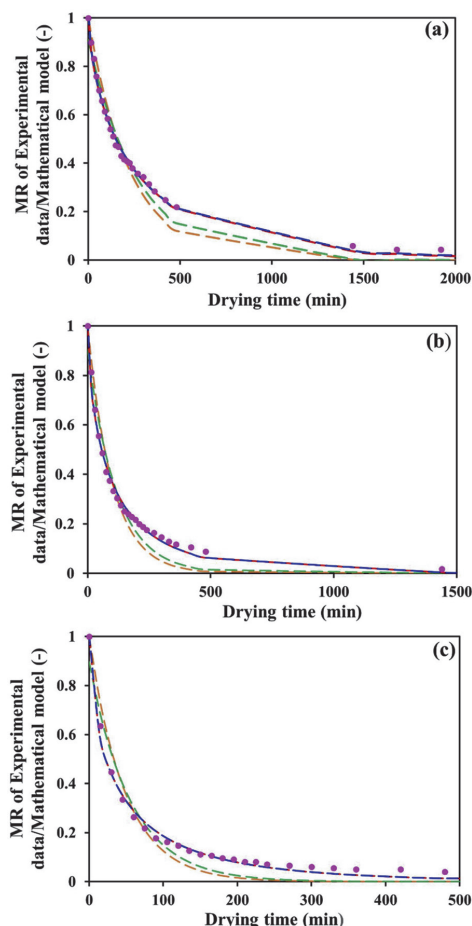 (a)
MR of Experimental
data/Mathematical model (-)
1
0.8
0.6
0.4
0.2
0
0 500 1000 1500 2000
Drying time (min)
(b)
MR of Experimental
data/Mathematical model (-)
1
0.8
0.6
0.4
0.2
0
0 500 1000 1500
Drying time (min)
(c)
MR of Experimental
data/Mathematical model (-)
1
0.8
0.6
0.4
0.2
0
0 100 200 300 400 500
Drying time (min)